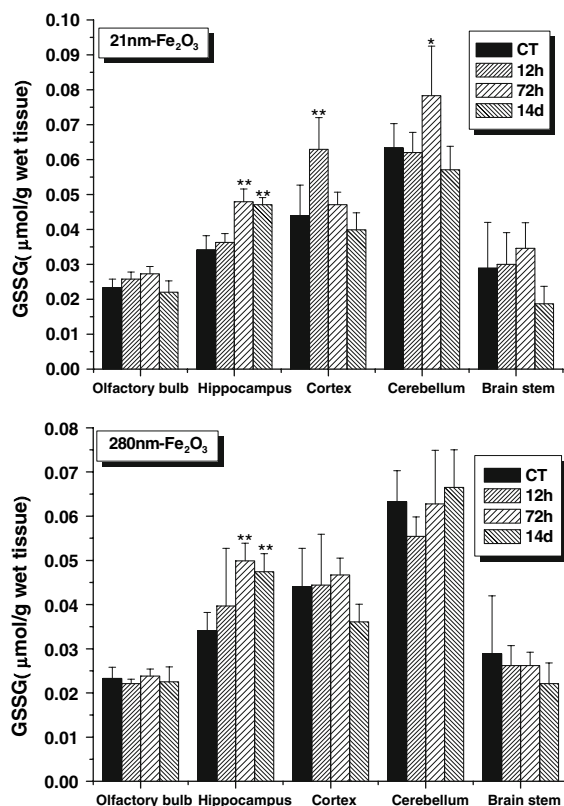 21nm-Fe₂O₃
CT
12h
72h
14d
GSSG( μmol/g wet tissue)
0.10
0.09
0.08
0.07
0.06
0.05
0.04
0.03
0.02
0.01
0.00
**
**
**
*
Olfactory bulb Hippocampus Cortex Cerebellum Brain stem
280nm-Fe₂O₃
CT
12h
72h
14d
GSSG( μmol/g wet tissue)
0.08
0.07
0.06
0.05
0.04
0.03
0.02
0.01
0.00
**
**
Olfactory bulb Hippocampus Cortex Cerebellum Brain stem